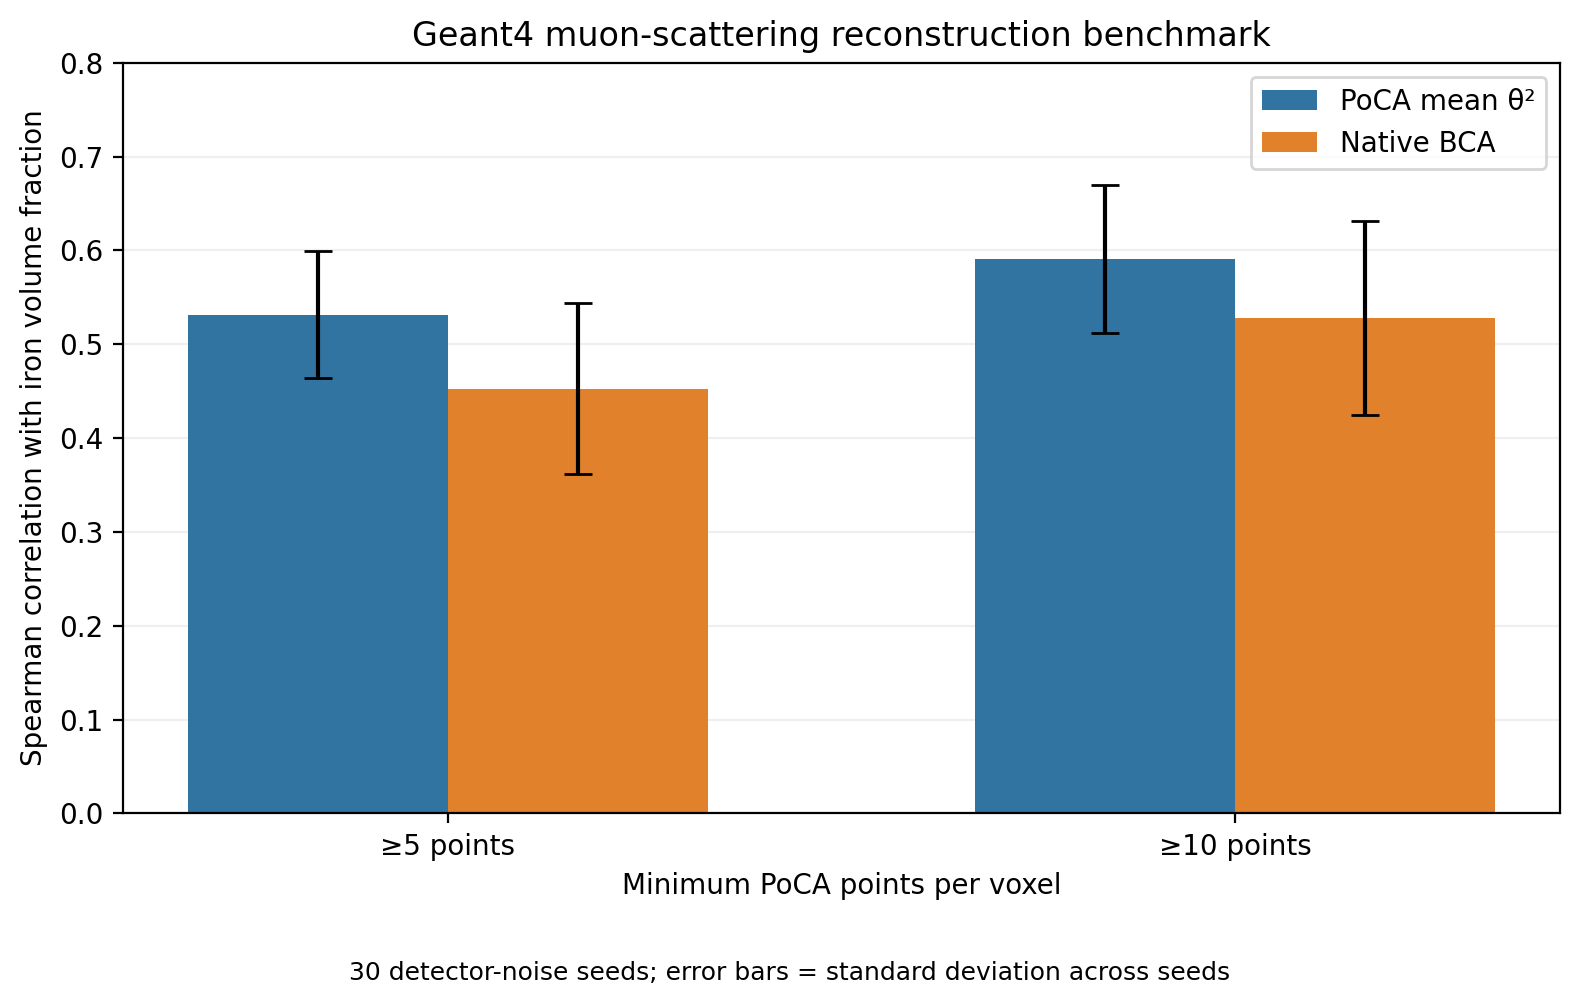 Geant4 muon-scattering reconstruction benchmark
PoCA mean θ²
Native BCA
Spearman correlation with iron volume fraction
0.8
0.7
0.6
0.5
0.4
0.3
0.2
0.1
0.0
≥5 points
≥10 points
Minimum PoCA points per voxel
30 detector-noise seeds; error bars = standard deviation across seeds